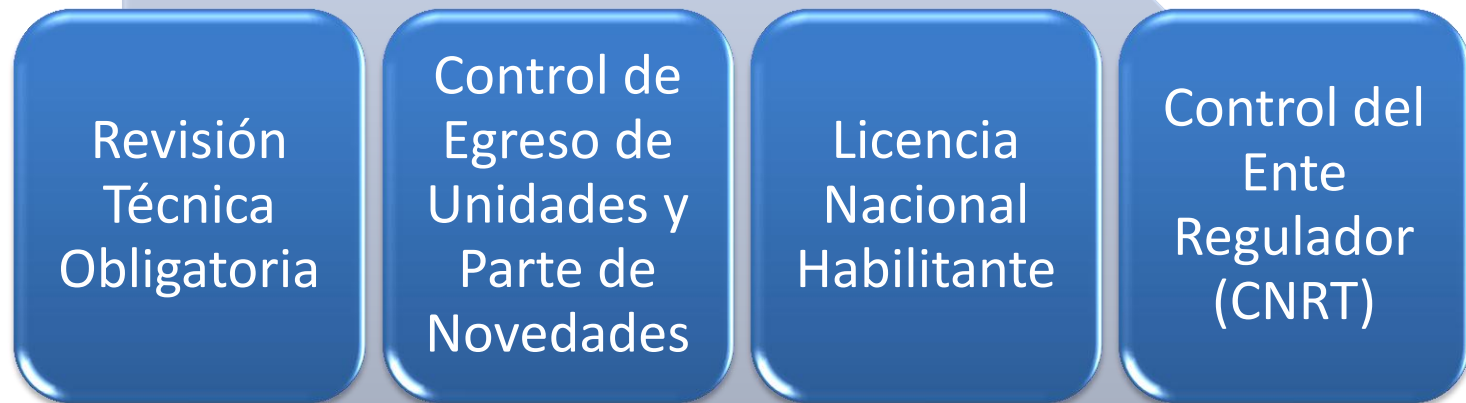 Revisión
Técnica
Obligatoria
Control de
Egreso de
Unidades y
Parte de
Novedades
Licencia
Nacional
Habilitante
Control del
Ente
Regulador
(CNRT)